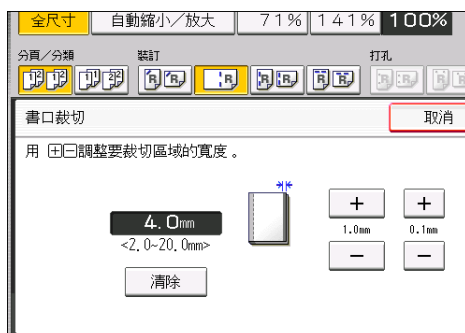 全尺寸 自動縮小／放大 71% 141% 100%
分頁／分類 裝訂 打孔
書口裁切 取消
用 ⊞⊟調整要裁切區域的寬度。
4.0mm
<2.0~20.0mm>
清除
+ +
1.0mm 0.1mm
− −